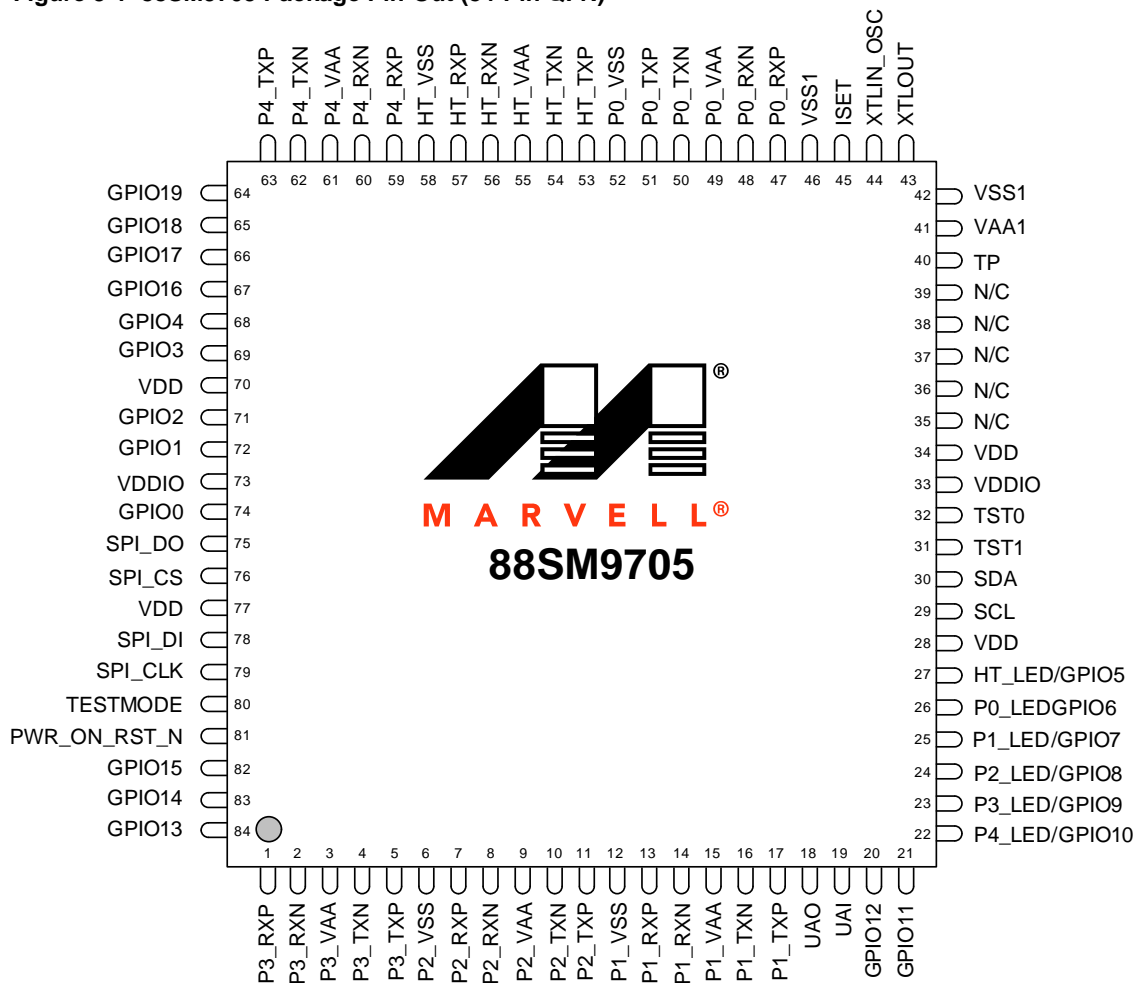 P4_TXP
P4_TXN
P4_VAA
P4_RXN
P4_RXP
HT_VSS
HT_RXP
HT_RXN
HT_VAA
HT_TXN
HT_TXP
P0_VSS
P0_TXP
P0_TXN
P0_VAA
P0_RXN
P0_RXP
VSS1
ISET
XTLIN_OSC
XTLOUT
63 62 61 60 59 58 57 56 55 54 53 52 51 50 49 48 47 46 45 44 43
GPIO19 64
GPIO18 65
GPIO17 66
GPIO16 67
GPIO4 68
GPIO3 69
VDD 70
GPIO2 71
GPIO1 72
VDDIO 73
GPIO0 74
SPI_DO 75
SPI_CS 76
VDD 77
SPI_DI 78
SPI_CLK 79
TESTMODE 80
PWR_ON_RST_N 81
GPIO15 82
GPIO14 83
GPIO13 84
®
MARVELL®
88SM9705
42 VSS1
41 VAA1
40 TP
39 N/C
38 N/C
37 N/C
36 N/C
35 N/C
34 VDD
33 VDDIO
32 TST0
31 TST1
30 SDA
29 SCL
28 VDD
27 HT_LED/GPIO5
26 P0_LEDGPIO6
25 P1_LED/GPIO7
24 P2_LED/GPIO8
23 P3_LED/GPIO9
22 P4_LED/GPIO10
1 2 3 4 5 6 7 8 9 10 11 12 13 14 15 16 17 18 19 20 21
P3_RXP
P3_RXN
P3_VAA
P3_TXN
P3_TXP
P2_VSS
P2_RXP
P2_RXN
P2_VAA
P2_TXN
P2_TXP
P1_VSS
P1_RXP
P1_RXN
P1_VAA
P1_TXN
P1_TXP
UAO
UAI
GPIO12
GPIO11